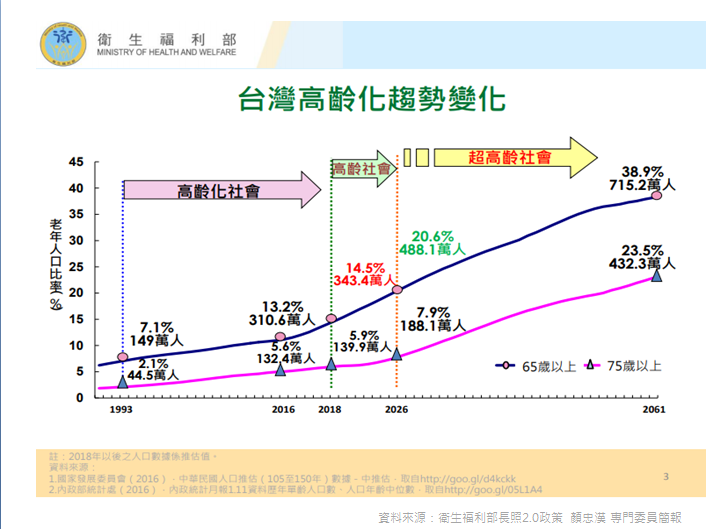 衛生福利部
MINISTRY OF HEALTH AND WELFARE
台灣高齡化趨勢變化
高齡化社會
高齡社會
超高齡社會
老年人口比率(%)
45
40
35
30
25
20
15
10
5
0
7.1%
149萬人
2.1%
44.5萬人
13.2%
310.6萬人
5.6%
132.4萬人
14.5%
343.4萬人
5.9%
139.9萬人
20.6%
488.1萬人
7.9%
188.1萬人
38.9%
715.2萬人
23.5%
432.3萬人
65歲以上
75歲以上
1993
2016
2018
2026
2061
註：2018年以後之人口數據係推估值。
資料來源：
1.國家發展委員會（2016），中華民國人口推估（105至150年）數據-中推估，取自http://goo.gl/d4kckk
2.內政部統計處（2016），內政統計月報1.11資料歷年單齡人口數、人口年齡中位數，取自http://goo.gl/05L1A4
3
資料來源：衛生福利部長照2.0政策 顏忠漢 專門委員簡報